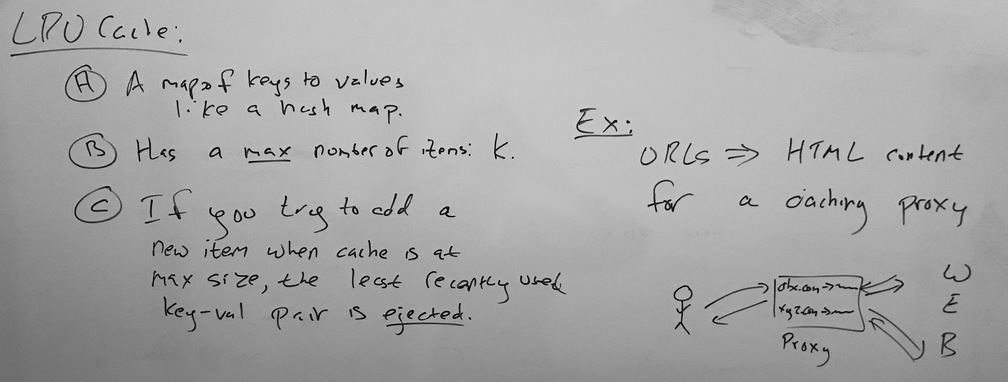 LRU Cache:
(A) A map of keys to values
like a hash map.
(B) Has a max number of items: k.
(C) If you try to add a
new item when cache is at
max size, the least recently used
key-val pair is ejected.
Ex:
URLs ⇒ HTML content
for a caching proxy
abc.com →
xyz.com →
Proxy
W
E
B